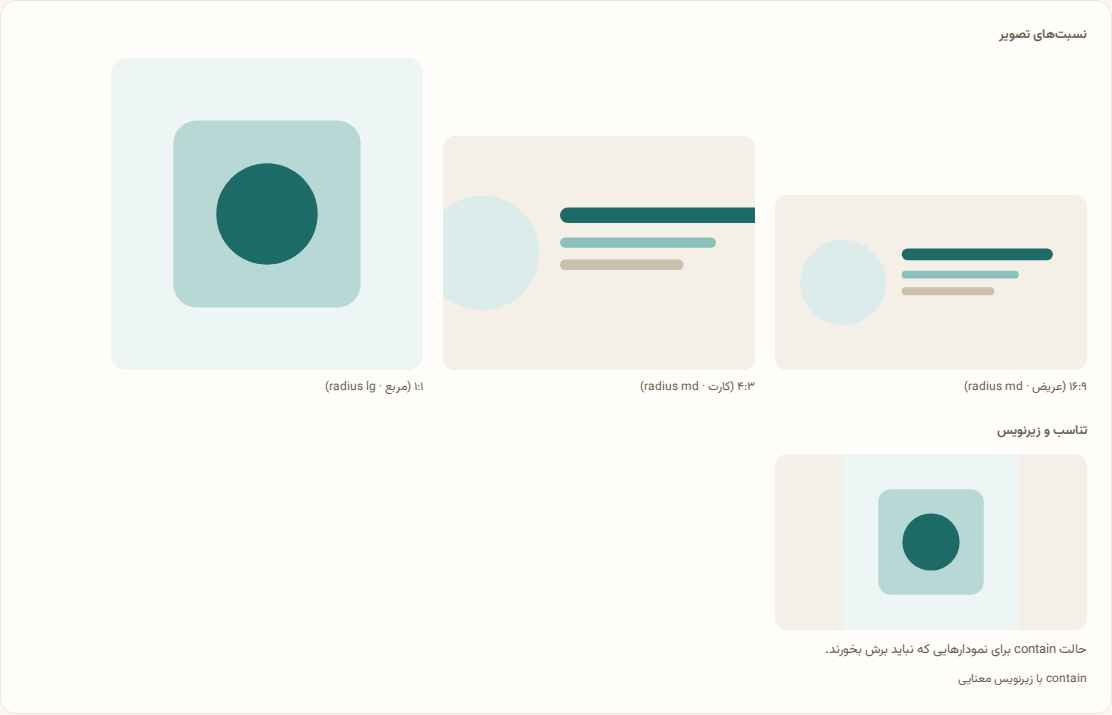 نسبت‌های تصویر
۱۶:۹ (عریض · radius md)
۴:۳ (کارت · radius md)
۱:۱ (مربع · radius lg)
تناسب و زیرنویس
حالت contain برای نمودارهایی که نباید برش بخورند.
contain با زیرنویس معنایی